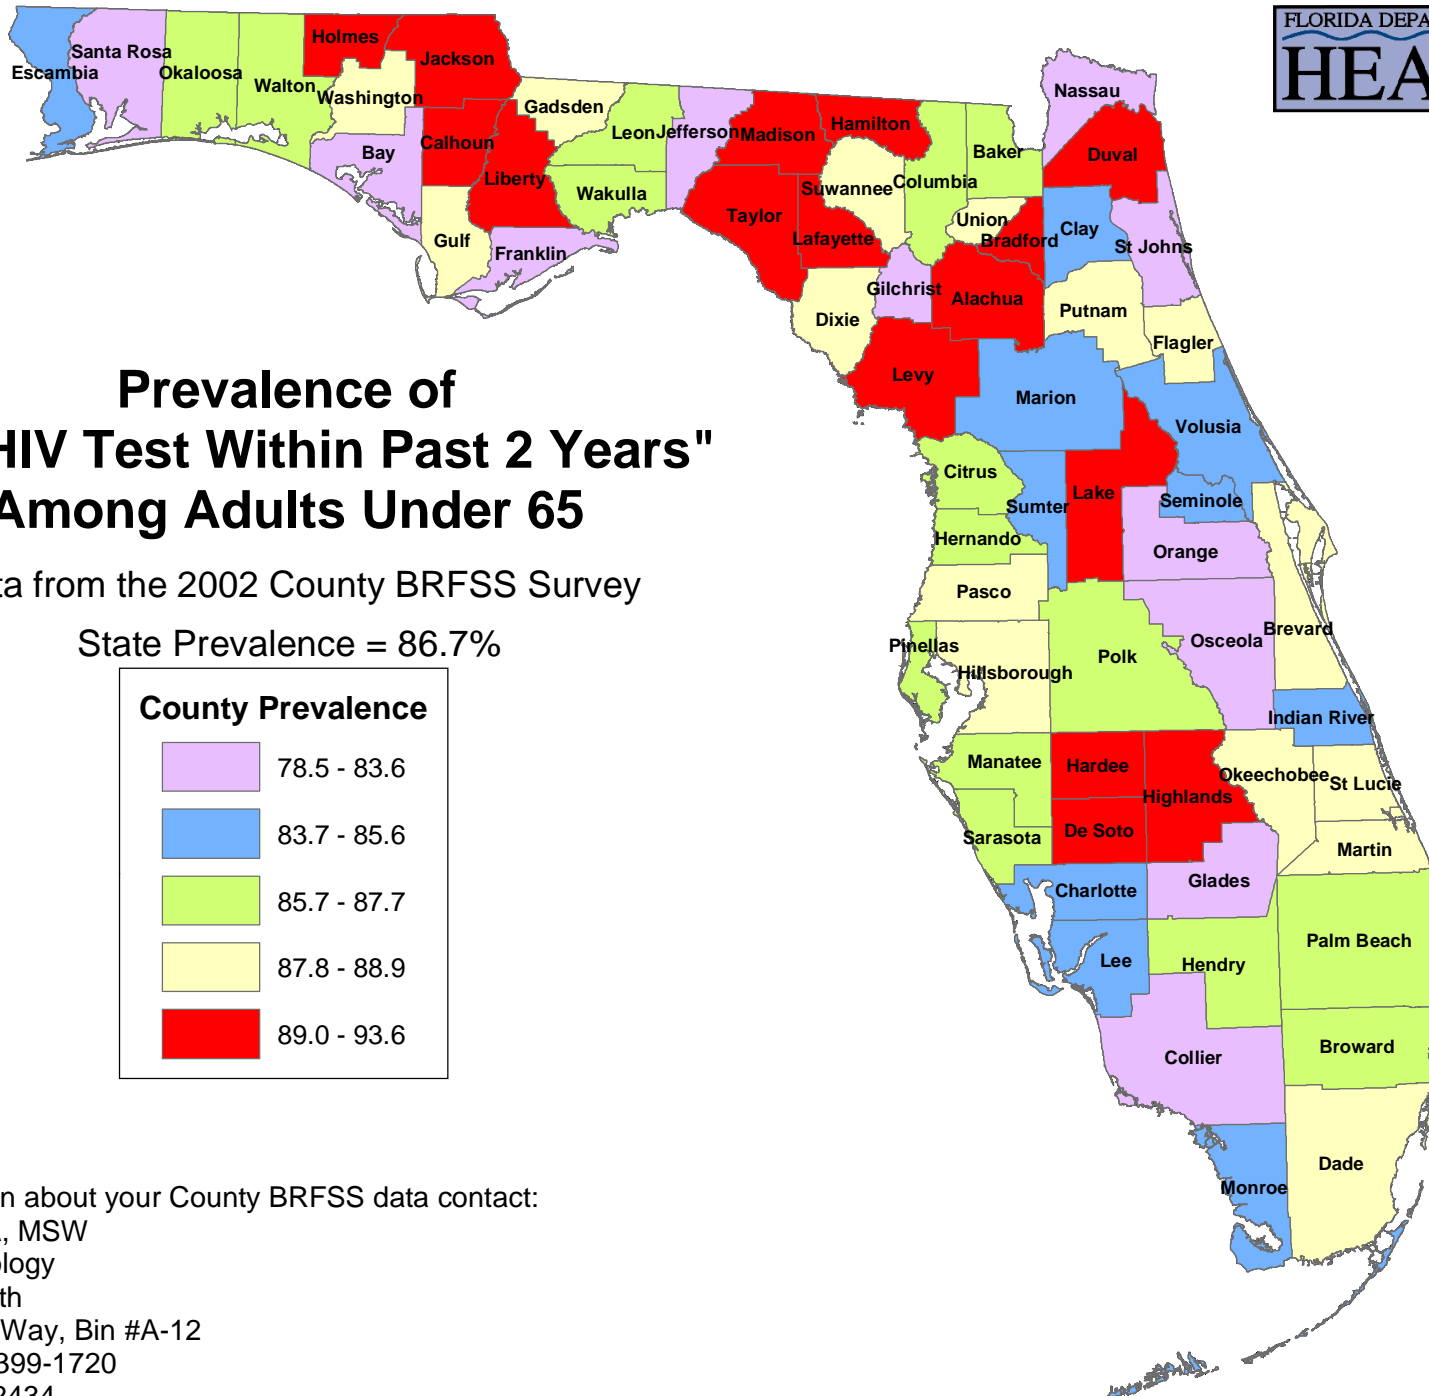 FLORIDA
HEA
Holmes
Santa Rosa
Jackson
Escambia
Okaloosa
Walton
Washington
Gadsden
Nassau
Leon
Jefferson
Madison
Hamilton
Calhoun
Bay
Baker
Duval
Liberty
Wakulla
Suwannee
Columbia
Taylor
Union
Lafayette
Bradford
Clay
St Johns
Gulf
Franklin
Gilchrist
Alachua
Dixie
Putnam
Flagler
Levy
Marion
Volusia
Citrus
Sumter
Lake
Seminole
Hernando
Orange
Pasco
Pinellas
Hillsborough
Polk
Osceola
Brevard
Indian River
Manatee
Hardee
Highlands
Okeechobee
St Lucie
Sarasota
De Soto
Martin
Charlotte
Glades
Lee
Hendry
Palm Beach
Collier
Broward
Dade
Monroe
Prevalence of
HIV Test Within Past 2 Years"
Among Adults Under 65
ta from the 2002 County BRFSS Survey
State Prevalence = 86.7%
County Prevalence
78.5 - 83.6
83.7 - 85.6
85.7 - 87.7
87.8 - 88.9
89.0 - 93.6
n about your County BRFSS data contact:
, MSW
ology
th
Way, Bin #A-12
399-1720
2434